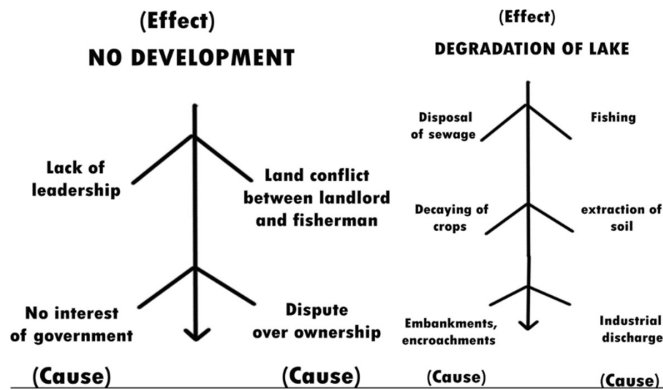 (Effect)
NO DEVELOPMENT
Lack of
leadership
Land conflict
between landlord
and fisherman
No interest
of government
Dispute
over ownership
(Cause)
(Cause)
(Effect)
DEGRADATION OF LAKE
Disposal
of sewage
Fishing
Decaying of
crops
extraction of
soil
Embankments,
encroachments
Industrial
discharge
(Cause)
(Cause)